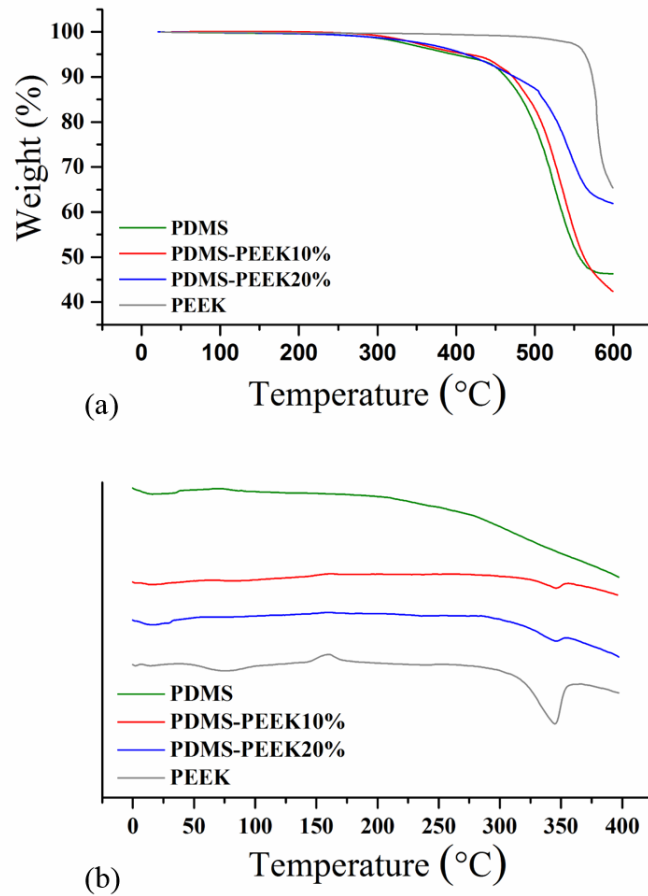 100
90
80
70
60
50
40
Weight (%)
PDMS
PDMS-PEEK10%
PDMS-PEEK20%
PEEK
0 100 200 300 400 500 600
(a)
Temperature (°C)
PDMS
PDMS-PEEK10%
PDMS-PEEK20%
PEEK
0 50 100 150 200 250 300 350 400
(b)
Temperature (°C)